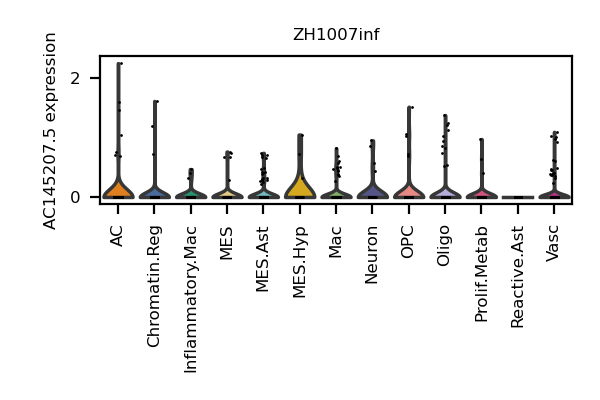 ZH1007inf
AC145207.5 expression
2
0
AC
Chromatin.Reg
Inflammatory.Mac
MES
MES.Ast
MES.Hyp
Mac
Neuron
OPC
Oligo
Prolif.Metab
Reactive.Ast
Vasc